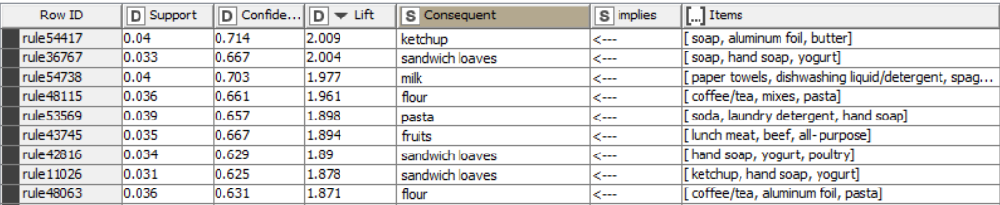 Row ID D Support D Confide... D Lift S Consequent S implies [...] Items
rule54417 0.04 0.714 2.009 ketchup <--- [ soap, aluminum foil, butter]
rule36767 0.033 0.667 2.004 sandwich loaves <--- [ soap, hand soap, yogurt]
rule54738 0.04 0.703 1.977 milk <--- [ paper towels, dishwashing liquid/detergent, spag...
rule48115 0.036 0.661 1.961 flour <--- [ coffee/tea, mixes, pasta]
rule53569 0.039 0.657 1.898 pasta <--- [ soda, laundry detergent, hand soap]
rule43745 0.035 0.667 1.894 fruits <--- [ lunch meat, beef, all- purpose]
rule42816 0.034 0.629 1.89 sandwich loaves <--- [ hand soap, yogurt, poultry]
rule11026 0.031 0.625 1.878 sandwich loaves <--- [ ketchup, hand soap, yogurt]
rule48063 0.036 0.631 1.871 flour <--- [ coffee/tea, aluminum foil, pasta]